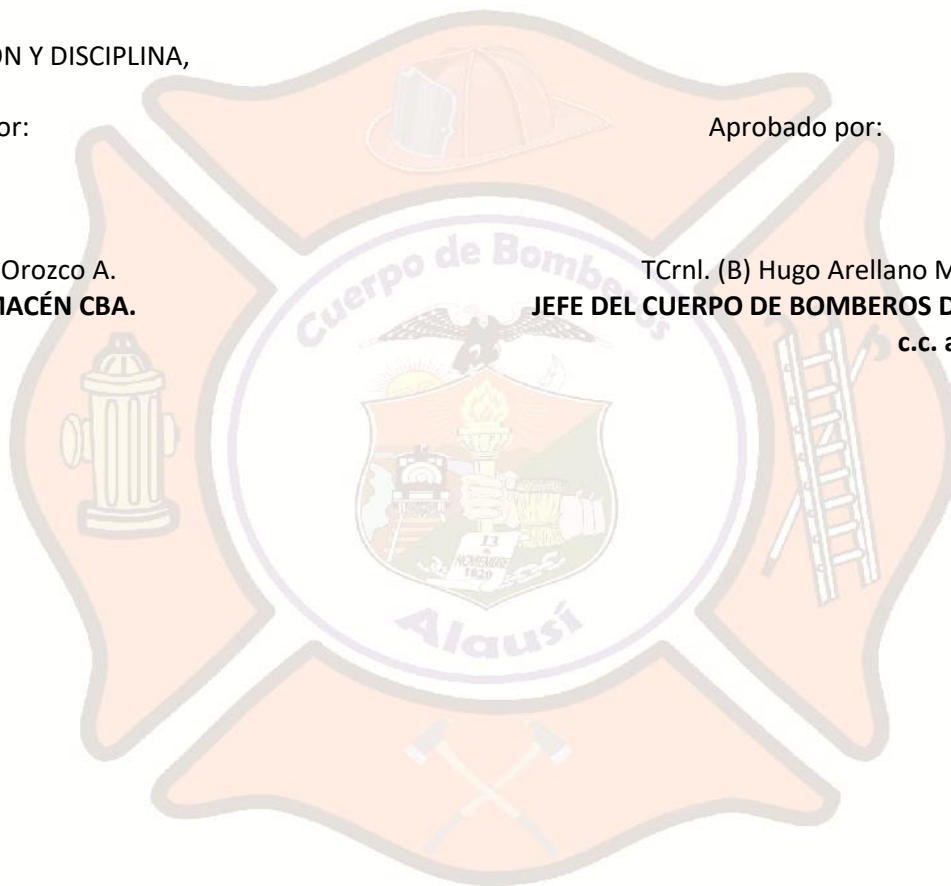 ON Y DISCIPLINA,
or:
Aprobado por:
Orozco A.
TCrnl. (B) Hugo Arellano M
MACÉN CBA.
JEFE DEL CUERPO DE BOMBEROS D
c.c. a
Cuerpo de Bomberos
13
de
NOVIEMBRE
1820
Alausí